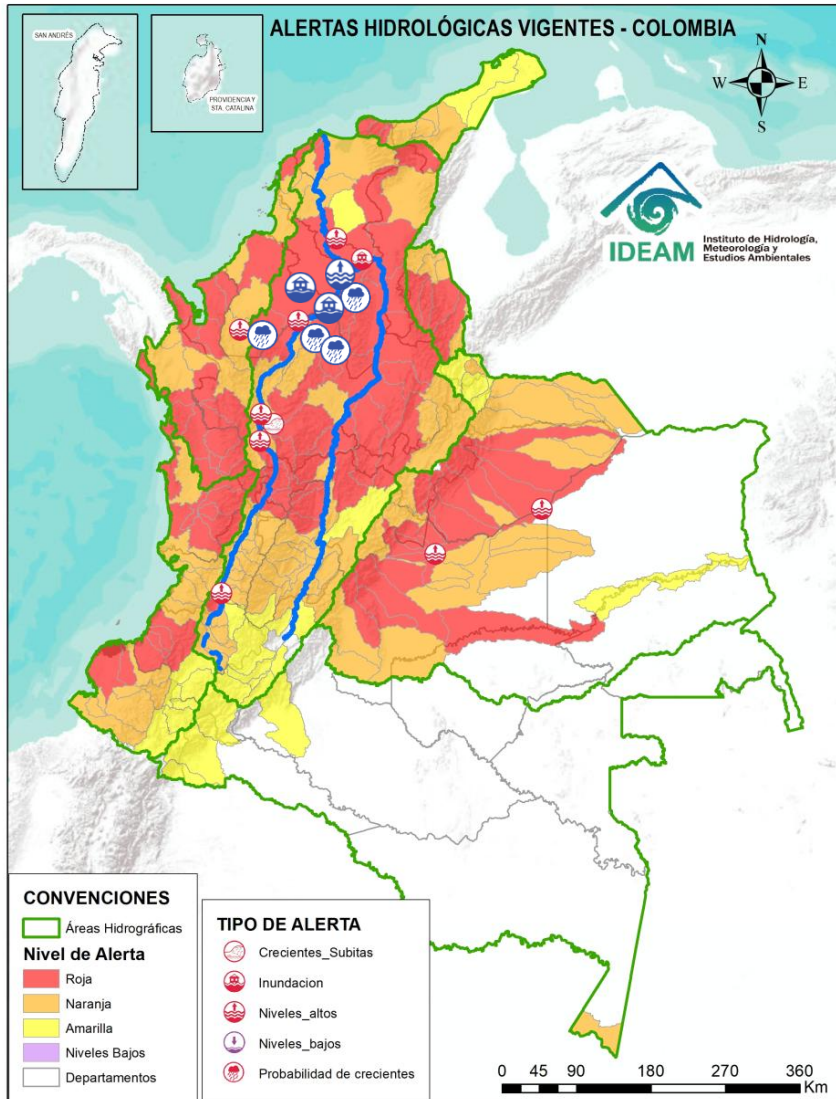 ALERTAS HIDROLÓGICAS VIGENTES - COLOMBIA
SAN ANDRÉS
PROVIDENCIA Y
STA. CATALINA
N
W
E
S
IDEAM
Instituto de Hidrología,
Meteorología y
Estudios Ambientales
CONVENCIONES
Áreas Hidrográficas
Nivel de Alerta
Roja
Naranja
Amarilla
Niveles Bajos
Departamentos
TIPO DE ALERTA
Crecientes_Subitas
Inundacion
Niveles_altos
Niveles_bajos
Probabilidad de crecientes
0 45 90 180 270 360
Km